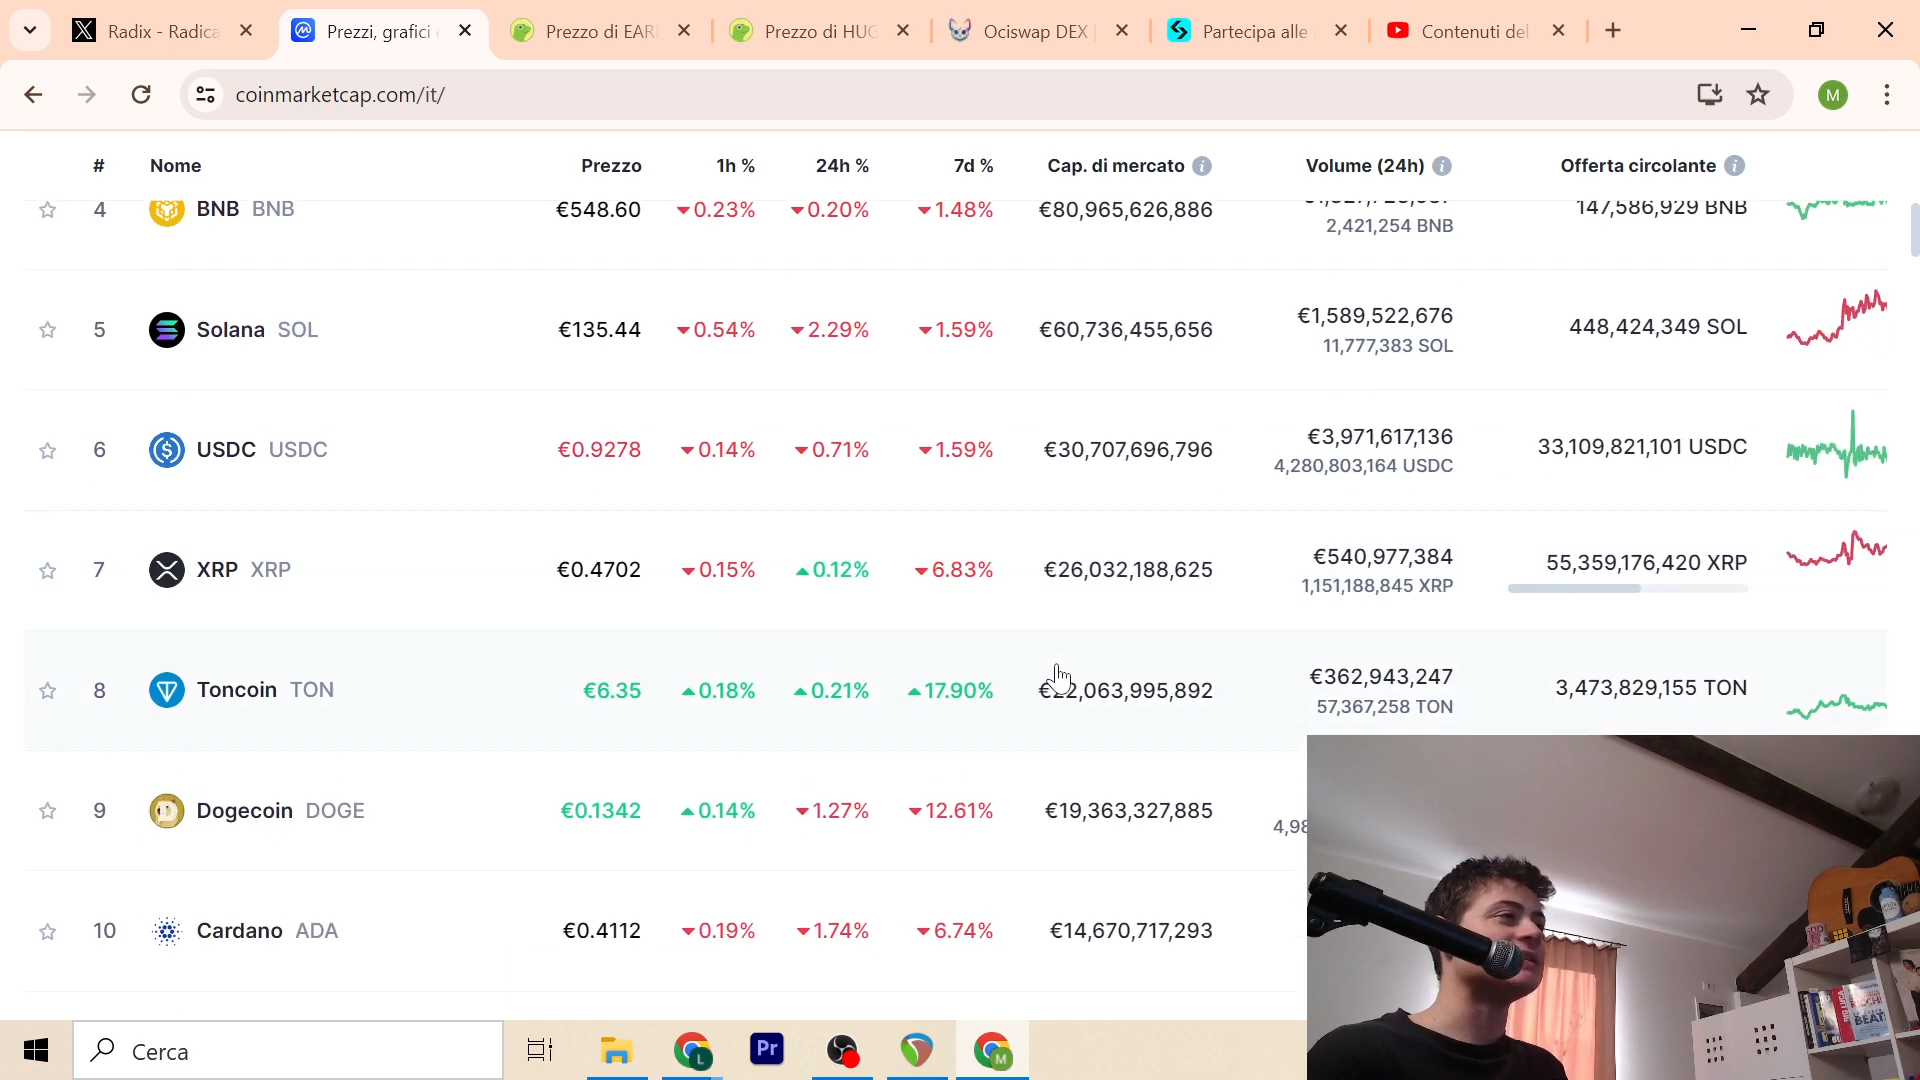 Radix - Radica
Prezzi, grafici e
Prezzo di EAR
Prezzo di HUG
Ociswap DEX |
Partecipa alle
Contenuti del
coinmarketcap.com/it/
M
# Nome Prezzo 1h % 24h % 7d % Cap. di mercato Volume (24h) Offerta circolante
4 BNB BNB €548.60 0.23% 0.20% 1.48% €80,965,626,886 147,586,929 BNB
2,421,254 BNB
5 Solana SOL €135.44 0.54% 2.29% 1.59% €60,736,455,656 €1,589,522,676 448,424,349 SOL
11,777,383 SOL
6 USDC USDC €0.9278 0.14% 0.71% 1.59% €30,707,696,796 €3,971,617,136 33,109,821,101 USDC
4,280,803,164 USDC
7 XRP XRP €0.4702 0.15% 0.12% 6.83% €26,032,188,625 €540,977,384 55,359,176,420 XRP
1,151,188,845 XRP
8 Toncoin TON €6.35 0.18% 0.21% 17.90% €22,063,995,892 €362,943,247 3,473,829,155 TON
57,367,258 TON
9 Dogecoin DOGE €0.1342 0.14% 1.27% 12.61% €19,363,327,885
4,98
10 Cardano ADA €0.4112 0.19% 1.74% 6.74% €14,670,717,293
Cerca
L
Pr
M